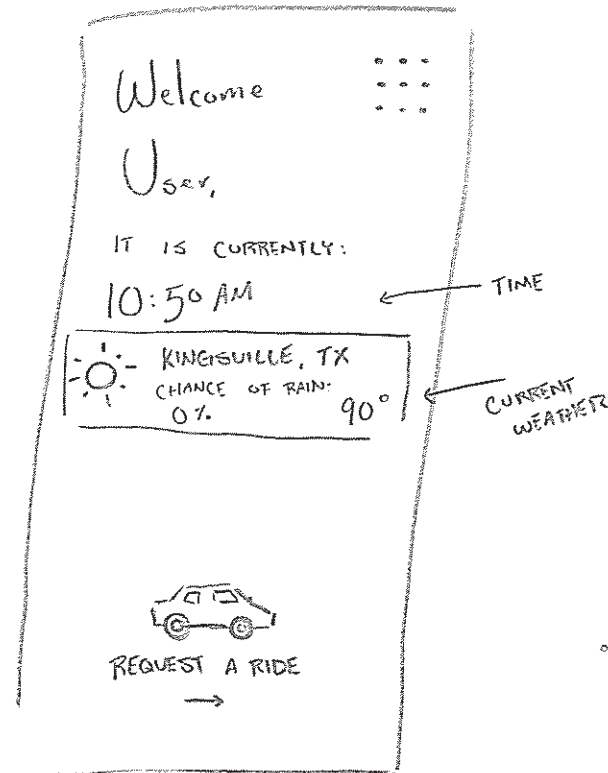 Welcome
User,
IT IS CURRENTLY:
10:50 AM
TIME
KINGSVILLE, TX
CHANCE OF RAIN:
0%
90°
CURRENT
WEATHER
REQUEST A RIDE